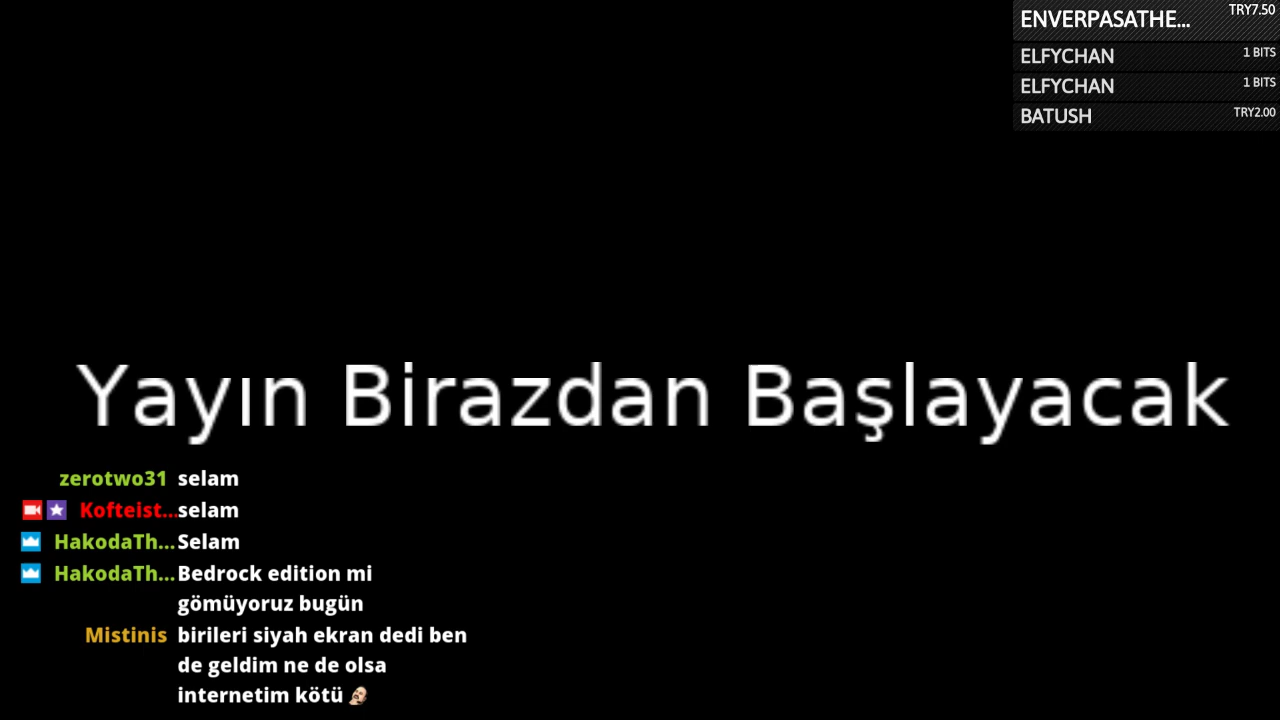 ENVERPASATHE... TRY7.50
ELFYCHAN 1 BITS
ELFYCHAN 1 BITS
BATUSH TRY2.00
Yayın Birazdan Başlayacak
zerotwo31 selam
Kofteist... selam
HakodaTh... Selam
HakodaTh... Bedrock edition mi
gömüyoruz bugün
Mistinis birileri siyah ekran dedi ben
de geldim ne de olsa
internetim kötü